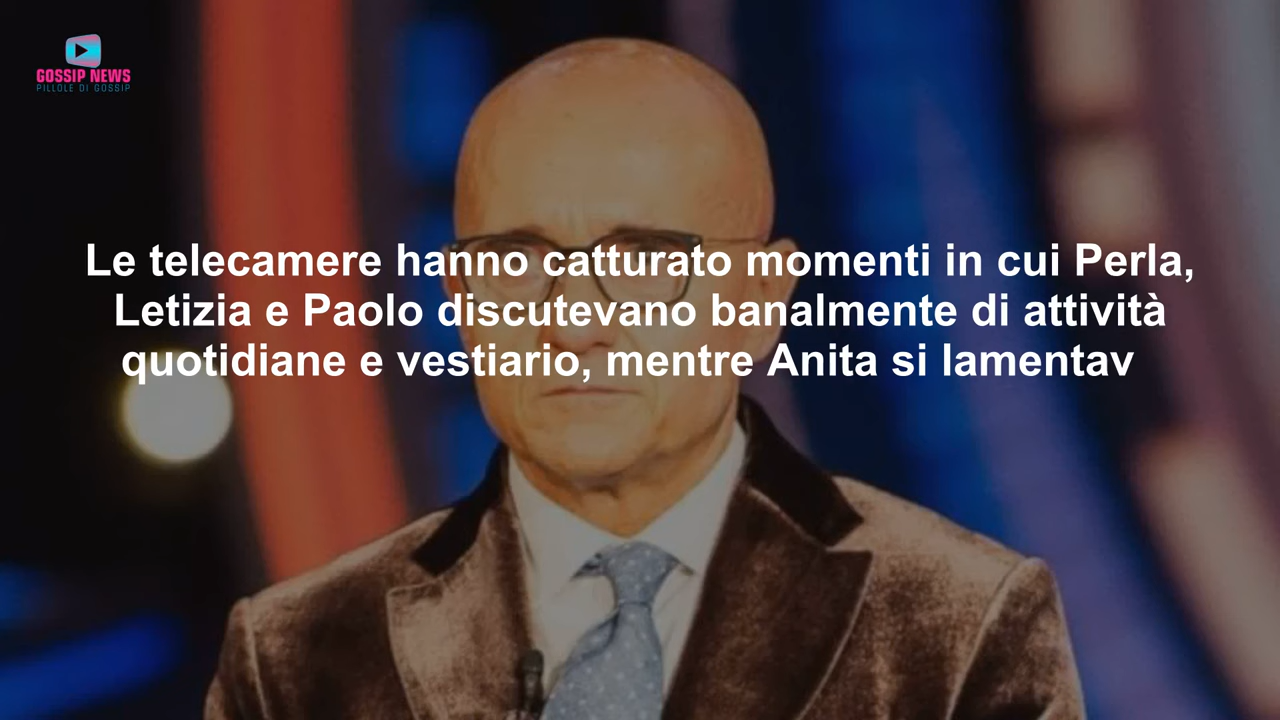 GOSSIP NEWS
PILLOLE DI GOSSIP
Le telecamere hanno catturato momenti in cui Perla,
Letizia e Paolo discutevano banalmente di attività
quotidiane e vestiario, mentre Anita si lamentav